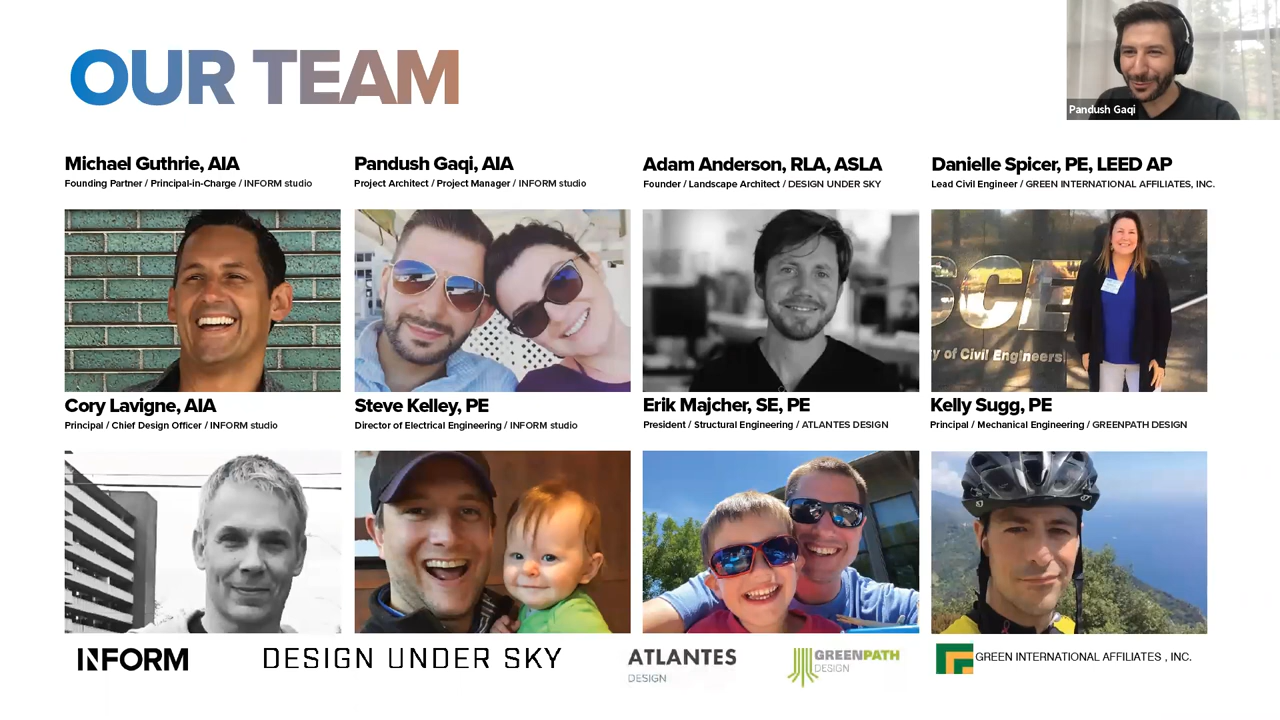 OUR TEAM
Pandush Gaqi
Michael Guthrie, AIA
Founding Partner / Principal-in-Charge / INFORM studio
Pandush Gaqi, AIA
Project Architect / Project Manager / INFORM studio
Adam Anderson, RLA, ASLA
Founder / Landscape Architect / DESIGN UNDER SKY
Danielle Spicer, PE, LEED AP
Lead Civil Engineer / GREEN INTERNATIONAL AFFILIATES, INC.
SCE
y of Civil Engineers
Cory Lavigne, AIA
Principal / Chief Design Officer / INFORM studio
Steve Kelley, PE
Director of Electrical Engineering / INFORM studio
Erik Majcher, SE, PE
President / Structural Engineering / ATLANTES DESIGN
Kelly Sugg, PE
Principal / Mechanical Engineering / GREENPATH DESIGN
INFORM
DESIGN UNDER SKY
ATLANTES
DESIGN
GREENPATH
DESIGN
GREEN INTERNATIONAL AFFILIATES , INC.